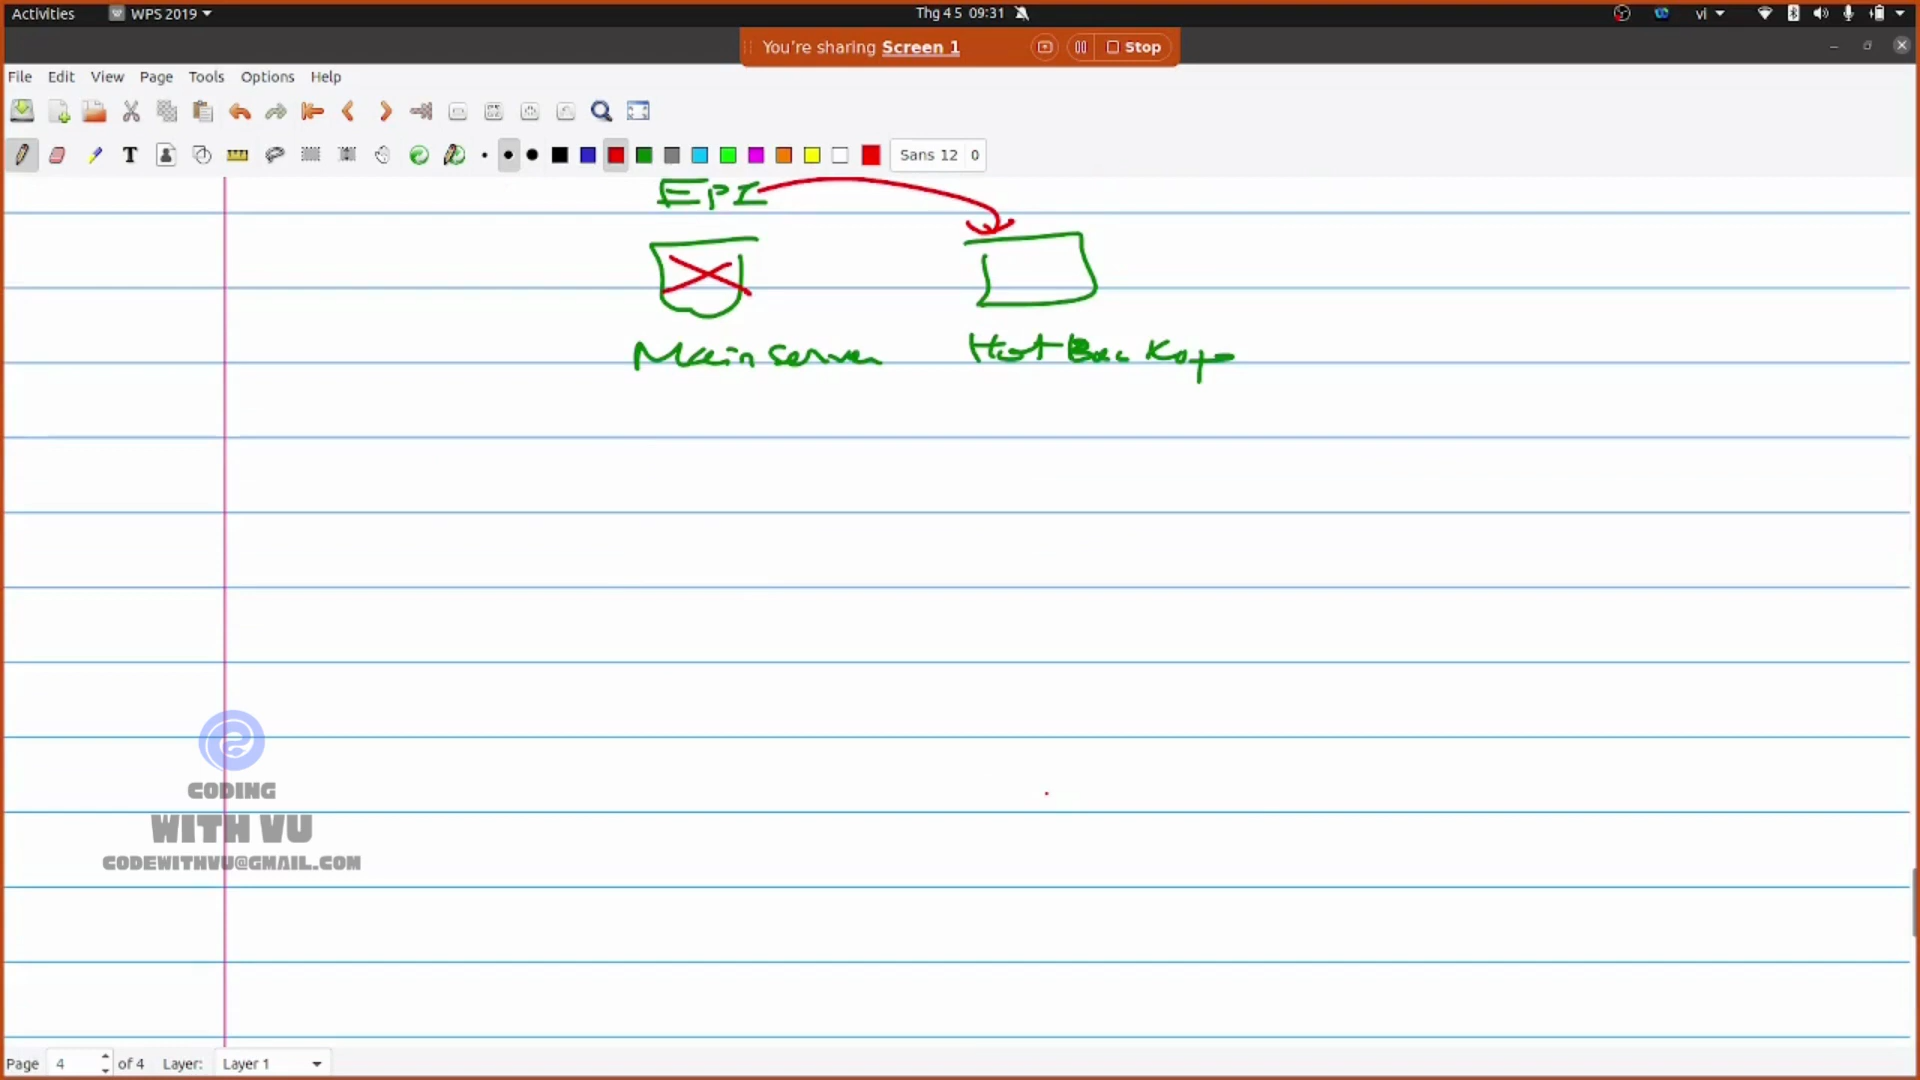 Activities WPS 2019 Thg 4 5 09:31 vi
You're sharing Screen 1 Stop
File Edit View Page Tools Options Help
T Sans 12 0
EPI
Main Server Hot Backup
CODING
WITH VU
CODEWITHVU@GMAIL.COM
Page 4 of 4 Layer: Layer 1